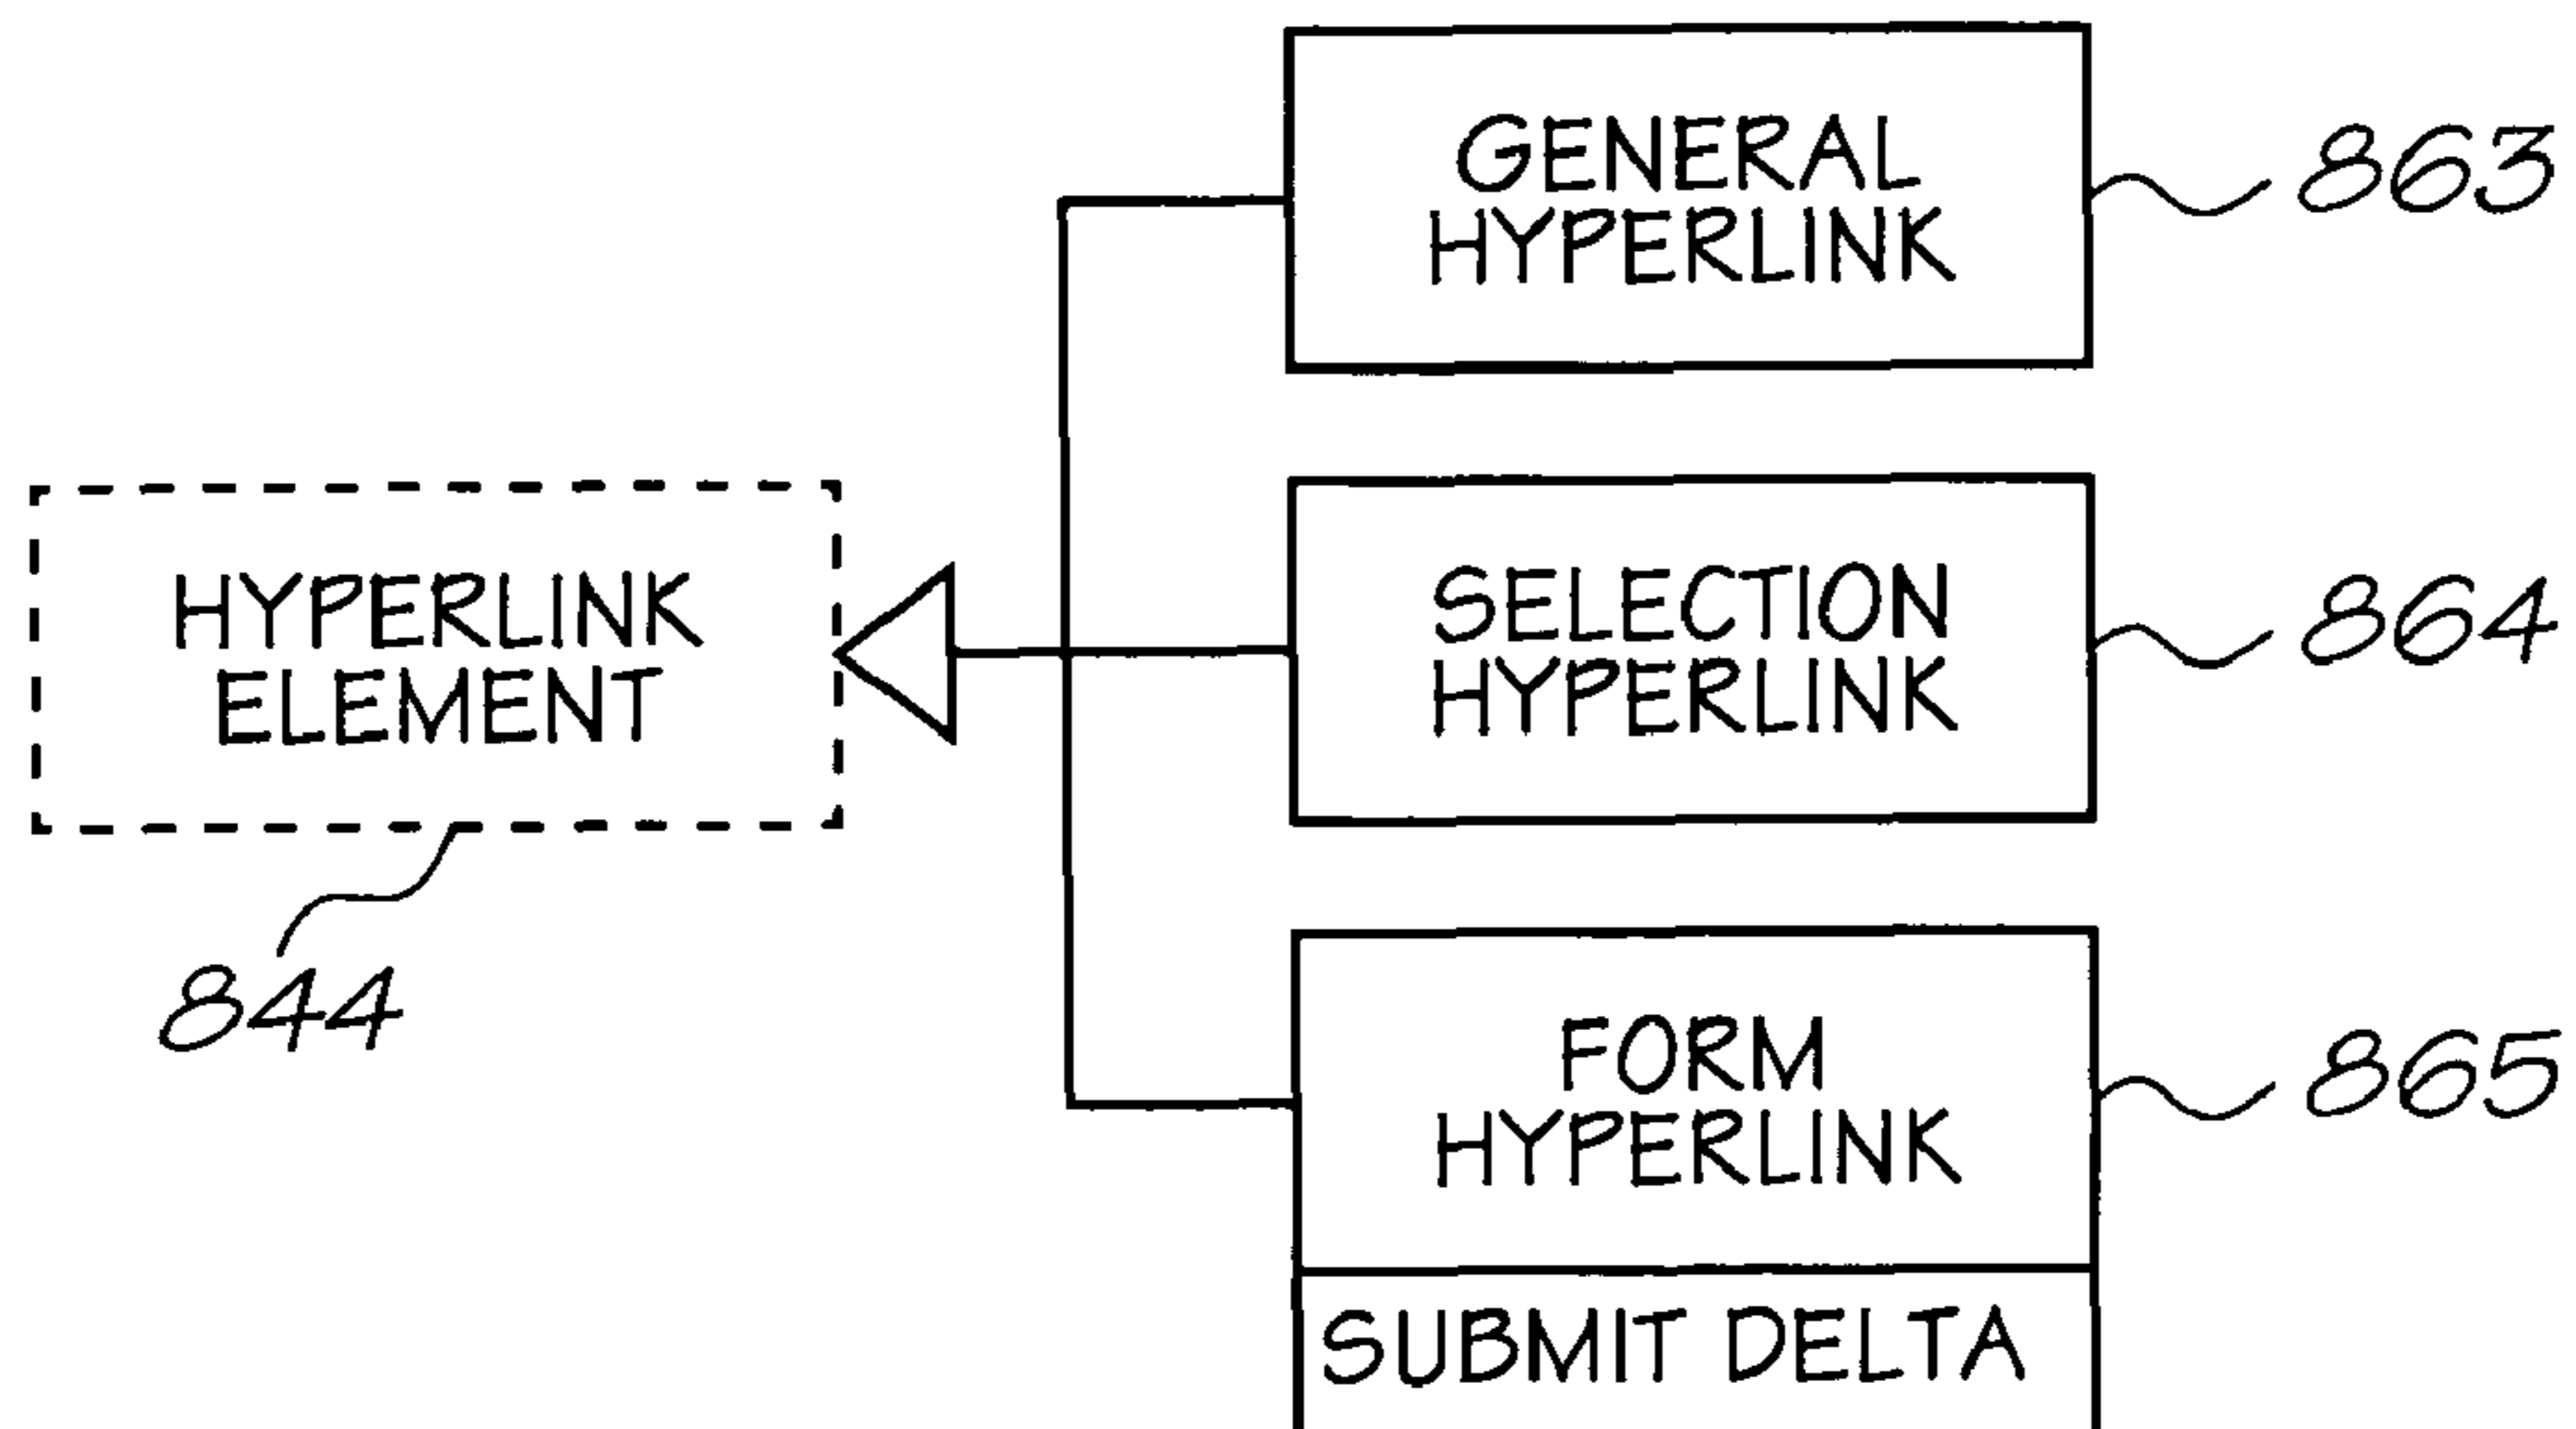 GENERAL
HYPERLINK
863
HYPERLINK
ELEMENT
844
SELECTION
HYPERLINK
864
FORM
HYPERLINK
865
SUBMIT DELTA